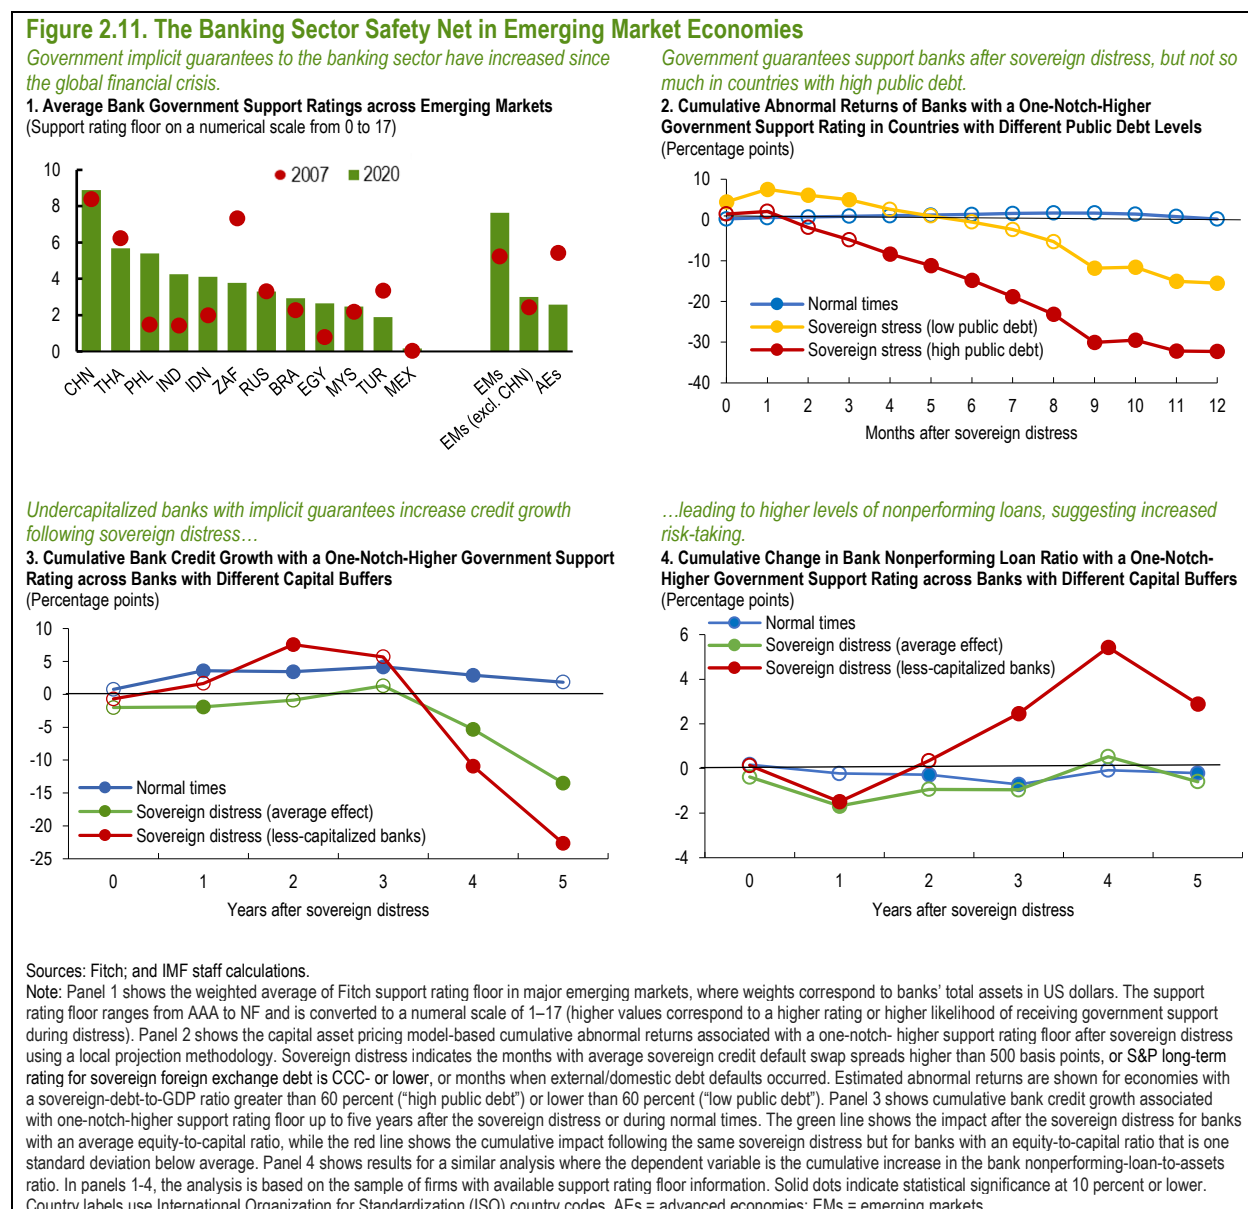 Figure 2.11. The Banking Sector Safety Net in Emerging Market Economies
Government implicit guarantees to the banking sector have increased since
the global financial crisis.
1. Average Bank Government Support Ratings across Emerging Markets
(Support rating floor on a numerical scale from 0 to 17)
2007
2020
10
8
6
4
2
0
CHN
THA
PHL
IND
IDN
ZAF
RUS
BRA
EGY
MYS
TUR
MEX
EMs
EMs (excl. CHN)
AEs
Government guarantees support banks after sovereign distress, but not so
much in countries with high public debt.
2. Cumulative Abnormal Returns of Banks with a One-Notch-Higher
Government Support Rating in Countries with Different Public Debt Levels
(Percentage points)
10
0
-10
-20
-30
-40
Normal times
Sovereign stress (low public debt)
Sovereign stress (high public debt)
0 1 2 3 4 5 6 7 8 9 10 11 12
Months after sovereign distress
Undercapitalized banks with implicit guarantees increase credit growth
following sovereign distress…
3. Cumulative Bank Credit Growth with a One-Notch-Higher Government Support
Rating across Banks with Different Capital Buffers
(Percentage points)
10
5
0
-5
-10
-15
-20
-25
Normal times
Sovereign distress (average effect)
Sovereign distress (less-capitalized banks)
0 1 2 3 4 5
Years after sovereign distress
…leading to higher levels of nonperforming loans, suggesting increased
risk-taking.
4. Cumulative Change in Bank Nonperforming Loan Ratio with a One-Notch-
Higher Government Support Rating across Banks with Different Capital Buffers
(Percentage points)
Normal times
Sovereign distress (average effect)
Sovereign distress (less-capitalized banks)
6
4
2
0
-2
-4
0 1 2 3 4 5
Years after sovereign distress
Sources: Fitch; and IMF staff calculations.
Note: Panel 1 shows the weighted average of Fitch support rating floor in major emerging markets, where weights correspond to banks' total assets in US dollars. The support
rating floor ranges from AAA to NF and is converted to a numeral scale of 1–17 (higher values correspond to a higher rating or higher likelihood of receiving government support
during distress). Panel 2 shows the capital asset pricing model-based cumulative abnormal returns associated with a one-notch- higher support rating floor after sovereign distress
using a local projection methodology. Sovereign distress indicates the months with average sovereign credit default swap spreads higher than 500 basis points, or S&P long-term
rating for sovereign foreign exchange debt is CCC- or lower, or months when external/domestic debt defaults occurred. Estimated abnormal returns are shown for economies with
a sovereign-debt-to-GDP ratio greater than 60 percent ("high public debt") or lower than 60 percent ("low public debt"). Panel 3 shows cumulative bank credit growth associated
with one-notch-higher support rating floor up to five years after the sovereign distress or during normal times. The green line shows the impact after the sovereign distress for banks
with an average equity-to-capital ratio, while the red line shows the cumulative impact following the same sovereign distress but for banks with an equity-to-capital ratio that is one
standard deviation below average. Panel 4 shows results for a similar analysis where the dependent variable is the cumulative increase in the bank nonperforming-loan-to-assets
ratio. In panels 1-4, the analysis is based on the sample of firms with available support rating floor information. Solid dots indicate statistical significance at 10 percent or lower.
Country labels use International Organization for Standardization (ISO) country codes. AEs = advanced economies; EMs = emerging markets.